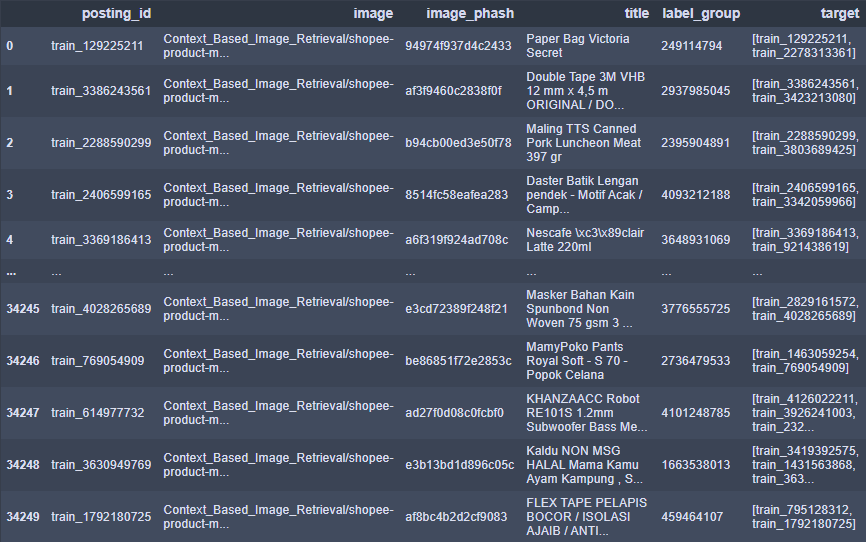 posting_id image image_phash title label_group target
0 train_129225211 Context_Based_Image_Retrieval/shopee-product-m... 94974f937d4c2433 Paper Bag Victoria Secret 249114794 [train_129225211, train_2278313361]
1 train_3386243561 Context_Based_Image_Retrieval/shopee-product-m... af3f9460c2838f0f Double Tape 3M VHB 12 mm x 4,5 m ORIGINAL / DO... 2937985045 [train_3386243561, train_3423213080]
2 train_2288590299 Context_Based_Image_Retrieval/shopee-product-m... b94cb00ed3e50f78 Maling TTS Canned Pork Luncheon Meat 397 gr 2395904891 [train_2288590299, train_3803689425]
3 train_2406599165 Context_Based_Image_Retrieval/shopee-product-m... 8514fc58eafea283 Daster Batik Lengan pendek - Motif Acak / Camp... 4093212188 [train_2406599165, train_3342059966]
4 train_3369186413 Context_Based_Image_Retrieval/shopee-product-m... a6f319f924ad708c Nescafe \xc3\x89clair Latte 220ml 3648931069 [train_3369186413, train_921438619]
... ... ... ... ... ... ...
34245 train_4028265689 Context_Based_Image_Retrieval/shopee-product-m... e3cd72389f248f21 Masker Bahan Kain Spunbond Non Woven 75 gsm 3 ... 3776555725 [train_2829161572, train_4028265689]
34246 train_769054909 Context_Based_Image_Retrieval/shopee-product-m... be86851f72e2853c MamyPoko Pants Royal Soft - S 70 - Popok Celana 2736479533 [train_1463059254, train_769054909]
34247 train_614977732 Context_Based_Image_Retrieval/shopee-product-m... ad27f0d08c0fcbf0 KHANZAACC Robot RE101S 1.2mm Subwoofer Bass Me... 4101248785 [train_4126022211, train_3926241003, train_232...
34248 train_3630949769 Context_Based_Image_Retrieval/shopee-product-m... e3b13bd1d896c05c Kaldu NON MSG HALAL Mama Kamu Ayam Kampung , S... 1663538013 [train_3419392575, train_1431563868, train_363...
34249 train_1792180725 Context_Based_Image_Retrieval/shopee-product-m... af8bc4b2d2cf9083 FLEX TAPE PELAPIS BOCOR / ISOLASI AJAIB / ANTI... 459464107 [train_795128312, train_1792180725]